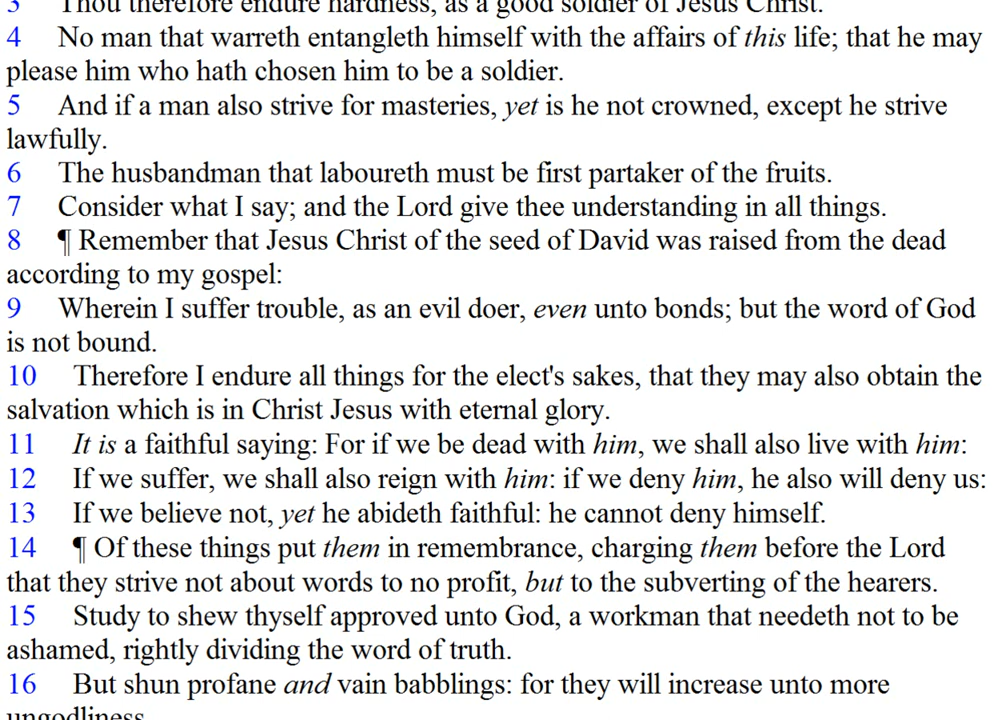 3 Thou therefore endure hardness, as a good soldier of Jesus Christ.
4 No man that warreth entangleth himself with the affairs of this life; that he may
please him who hath chosen him to be a soldier.
5 And if a man also strive for masteries, yet is he not crowned, except he strive
lawfully.
6 The husbandman that laboureth must be first partaker of the fruits.
7 Consider what I say; and the Lord give thee understanding in all things.
8 ¶ Remember that Jesus Christ of the seed of David was raised from the dead
according to my gospel:
9 Wherein I suffer trouble, as an evil doer, even unto bonds; but the word of God
is not bound.
10 Therefore I endure all things for the elect's sakes, that they may also obtain the
salvation which is in Christ Jesus with eternal glory.
11 It is a faithful saying: For if we be dead with him, we shall also live with him:
12 If we suffer, we shall also reign with him: if we deny him, he also will deny us:
13 If we believe not, yet he abideth faithful: he cannot deny himself.
14 ¶ Of these things put them in remembrance, charging them before the Lord
that they strive not about words to no profit, but to the subverting of the hearers.
15 Study to shew thyself approved unto God, a workman that needeth not to be
ashamed, rightly dividing the word of truth.
16 But shun profane and vain babblings: for they will increase unto more
ungodliness.